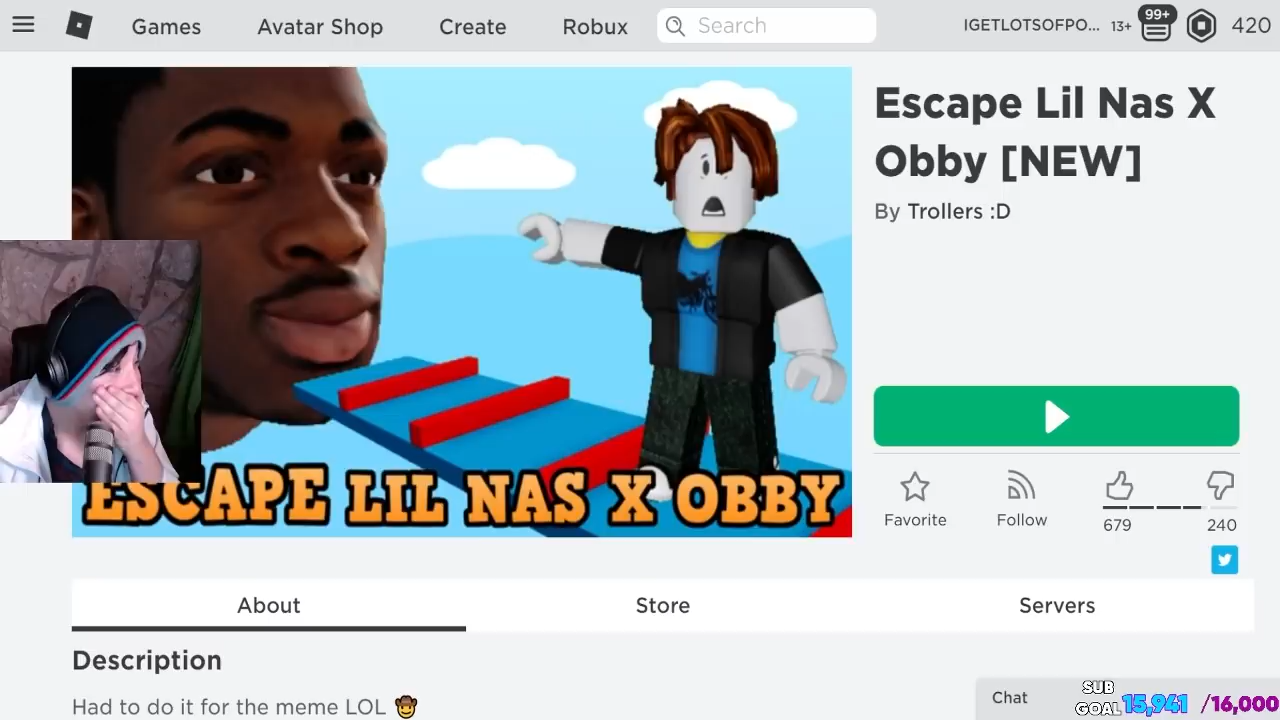 Games
Avatar Shop
Create
Robux
Search
IGETLOTSOFPO...
13+
99+
420
Escape Lil Nas X
Obby [NEW]
By Trollers :D
ESCAPE LIL NAS X OBBY
Favorite
Follow
679
240
About
Store
Servers
Description
Had to do it for the meme LOL 🤠
Chat
SUB
GOAL 15,941 /16,000